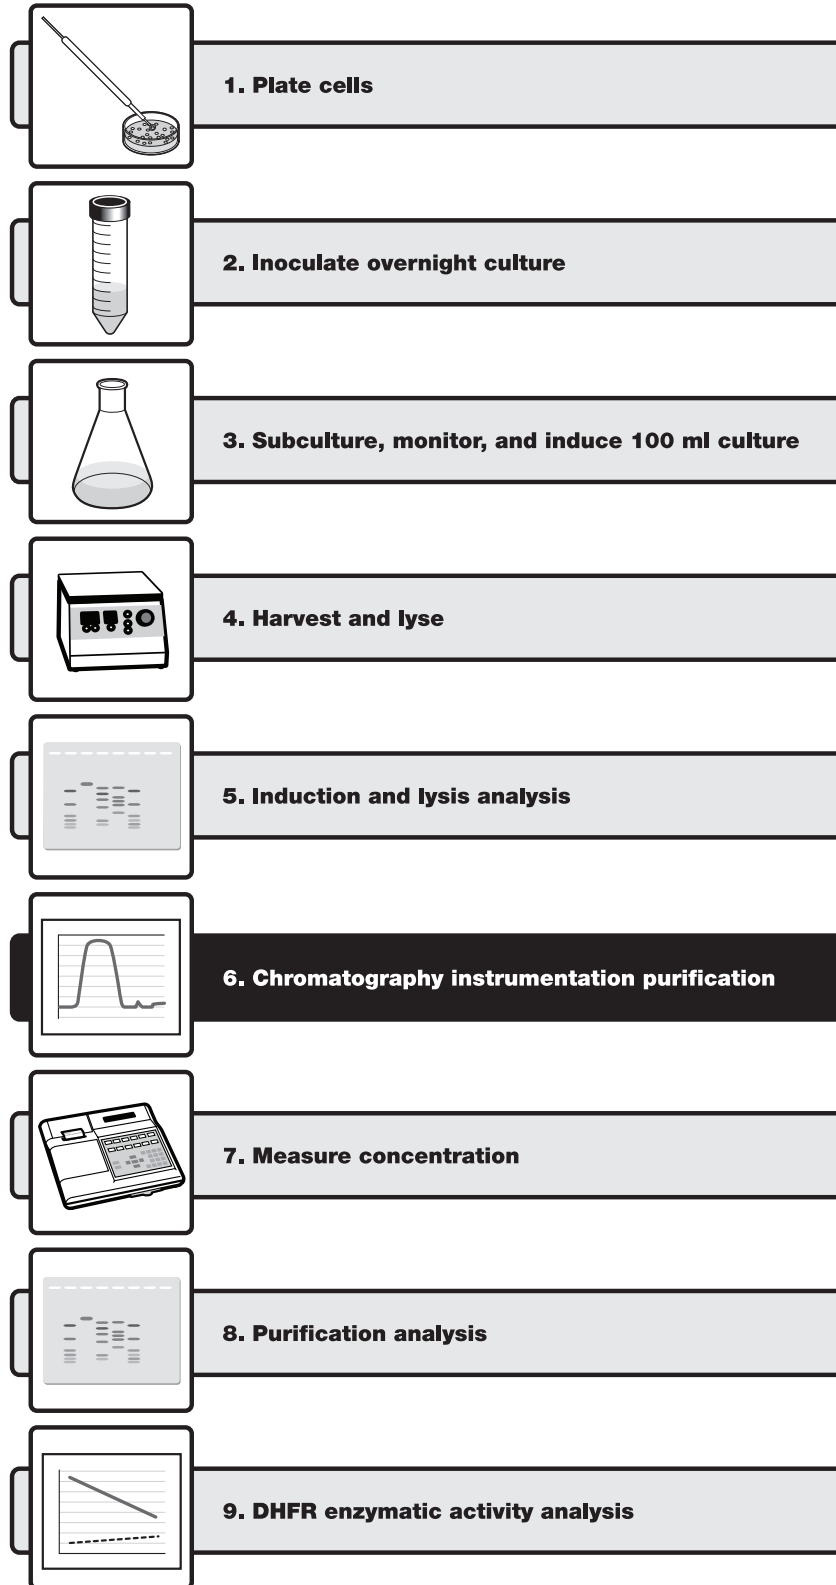 1. Plate cells
2. Inoculate overnight culture
3. Subculture, monitor, and induce 100 ml culture
4. Harvest and lyse
5. Induction and lysis analysis
6. Chromatography instrumentation purification
7. Measure concentration
8. Purification analysis
9. DHFR enzymatic activity analysis